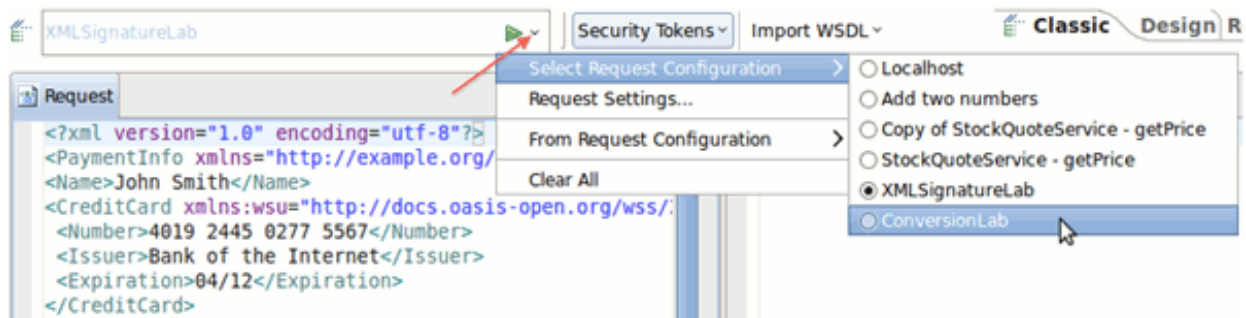 XMLSignatureLab
Security Tokens
Import WSDL
Classic
Design
R
Select Request Configuration
Request Settings...
From Request Configuration
Clear All
Localhost
Add two numbers
Copy of StockQuoteService - getPrice
StockQuoteService - getPrice
XMLSignatureLab
ConversionLab
Request
<?xml version="1.0" encoding="utf-8"?>
<PaymentInfo xmlns="http://example.org/
<Name>John Smith</Name>
<CreditCard xmlns:wsu="http://docs.oasis-open.org/wss/
<Number>4019 2445 0277 5567</Number>
<Issuer>Bank of the Internet</Issuer>
<Expiration>04/12</Expiration>
</CreditCard>